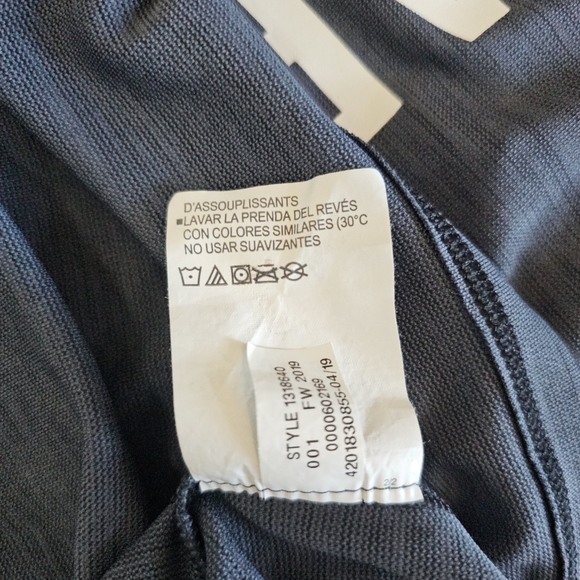 D'ASSOUPLISSANTS
▪LAVAR LA PRENDA DEL REVÉS
CON COLORES SIMILARES (30°C
NO USAR SUAVIZANTES
STYLE 1318640
001 FW 2019
0000602169
4201830855-04/19